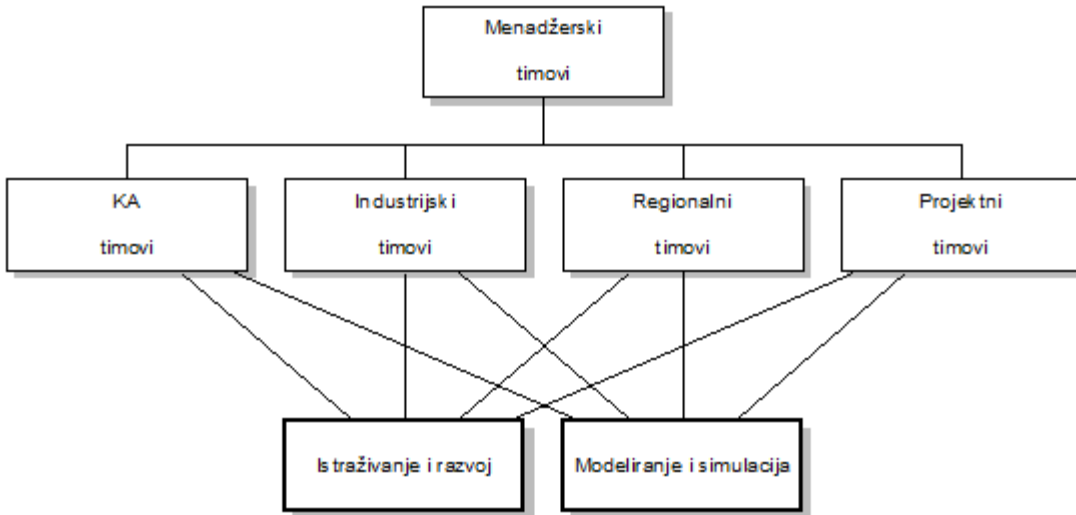 Menadžerski
timovi
KA
timovi
Industrijski
timovi
Regionalni
timovi
Projektni
timovi
Istraživanje i razvoj
Modeliranje i simulacija